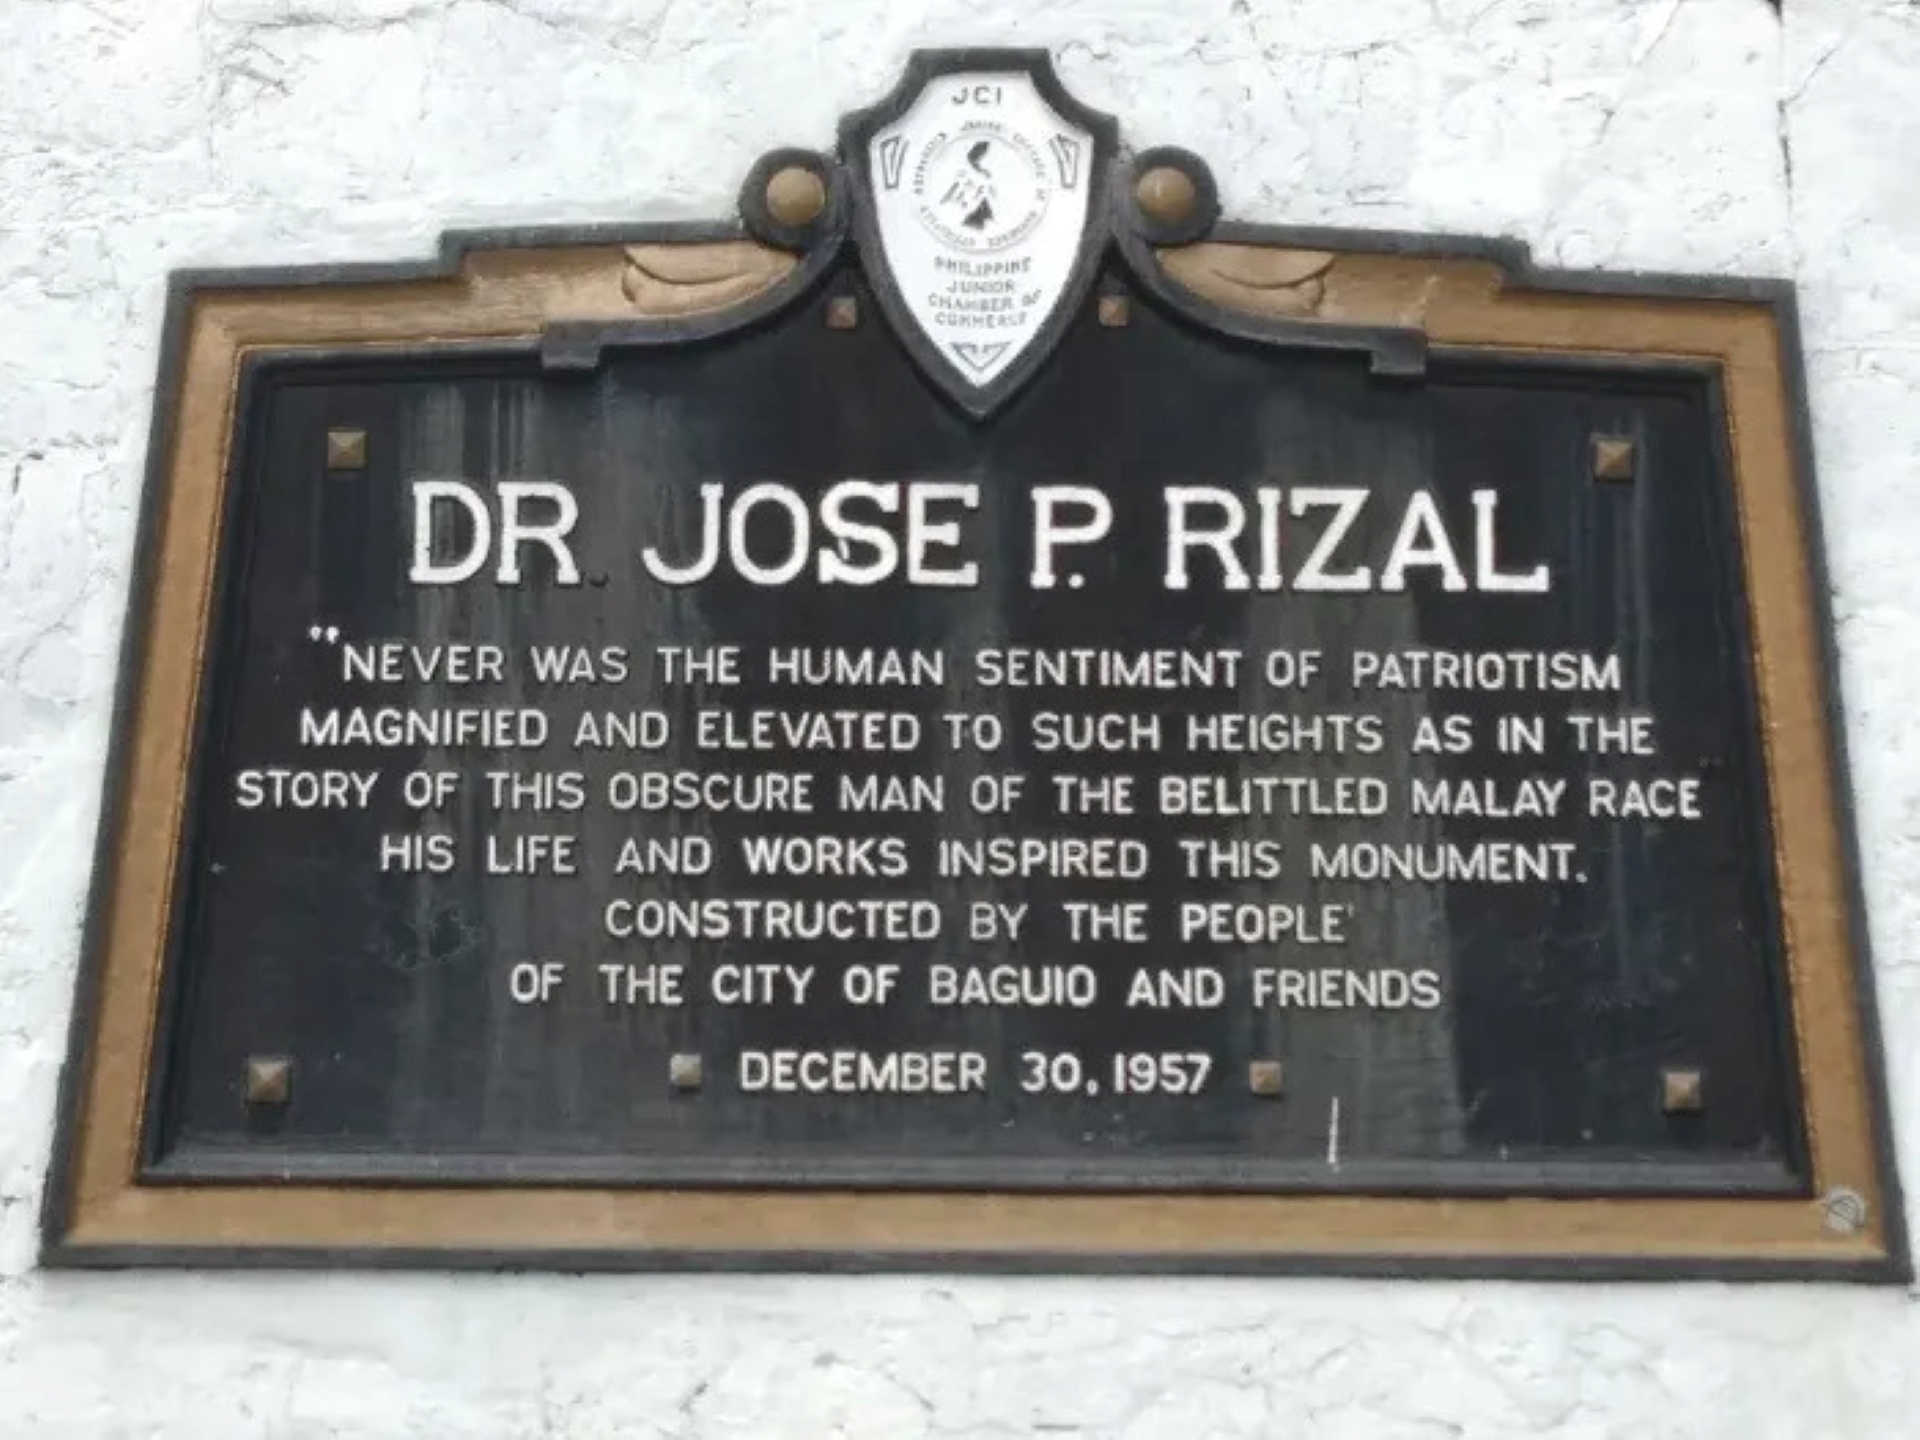 JCI
PHILIPPINE
JUNIOR
CHAMBER OF
COMMERCE
DR. JOSE P. RIZAL
"NEVER WAS THE HUMAN SENTIMENT OF PATRIOTISM
MAGNIFIED AND ELEVATED TO SUCH HEIGHTS AS IN THE
STORY OF THIS OBSCURE MAN OF THE BELITTLED MALAY RACE
HIS LIFE AND WORKS INSPIRED THIS MONUMENT.
CONSTRUCTED BY THE PEOPLE'
OF THE CITY OF BAGUIO AND FRIENDS
DECEMBER 30, 1957